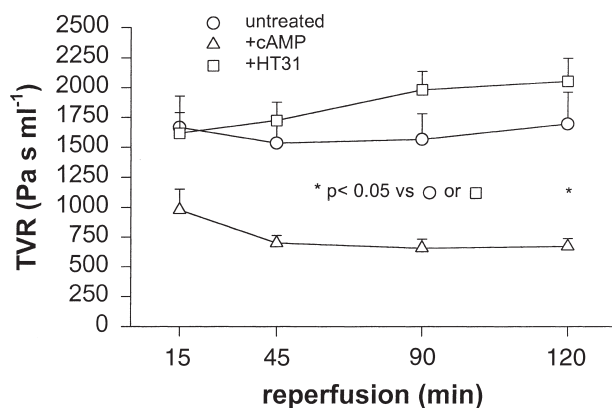 untreated
+cAMP
+HT31
2500
2250
2000
1750
1500
1250
1000
750
500
250
0
TVR (Pa s ml⁻¹)
* p< 0.05 vs ○ or □ *
15 45 90 120
reperfusion (min)